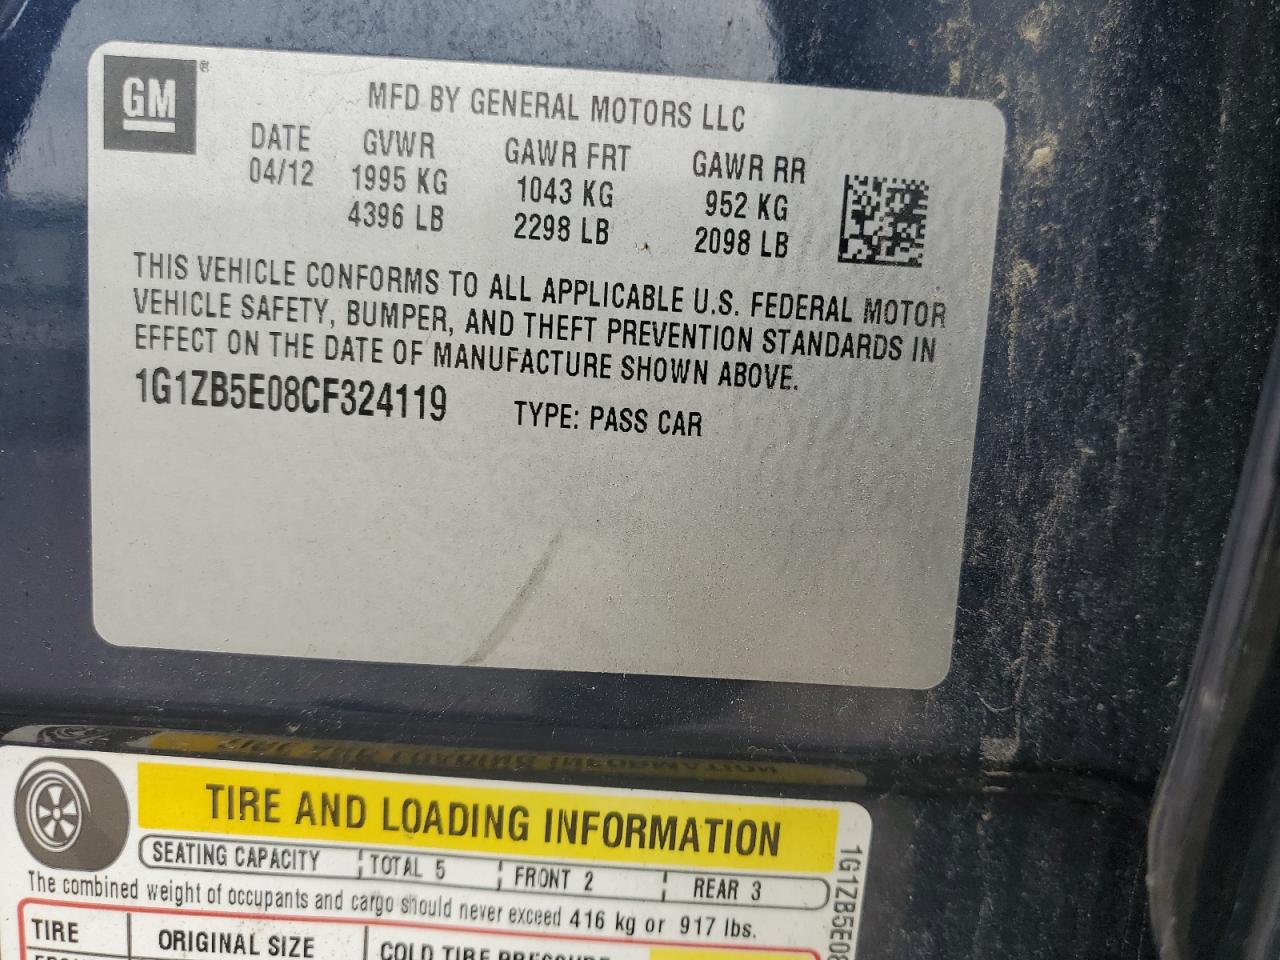 GM®
MFD BY GENERAL MOTORS LLC
DATE GVWR GAWR FRT GAWR RR
04/12 1995 KG 1043 KG 952 KG
4396 LB 2298 LB 2098 LB
THIS VEHICLE CONFORMS TO ALL APPLICABLE U.S. FEDERAL MOTOR
VEHICLE SAFETY, BUMPER, AND THEFT PREVENTION STANDARDS IN
EFFECT ON THE DATE OF MANUFACTURE SHOWN ABOVE.
1G1ZB5E08CF324119 TYPE: PASS CAR
TIRE AND LOADING INFORMATION
SEATING CAPACITY TOTAL 5 FRONT 2 REAR 3
The combined weight of occupants and cargo should never exceed 416 kg or 917 lbs.
TIRE ORIGINAL SIZE COLD TIRE PRESSURE
1G1ZB5E08